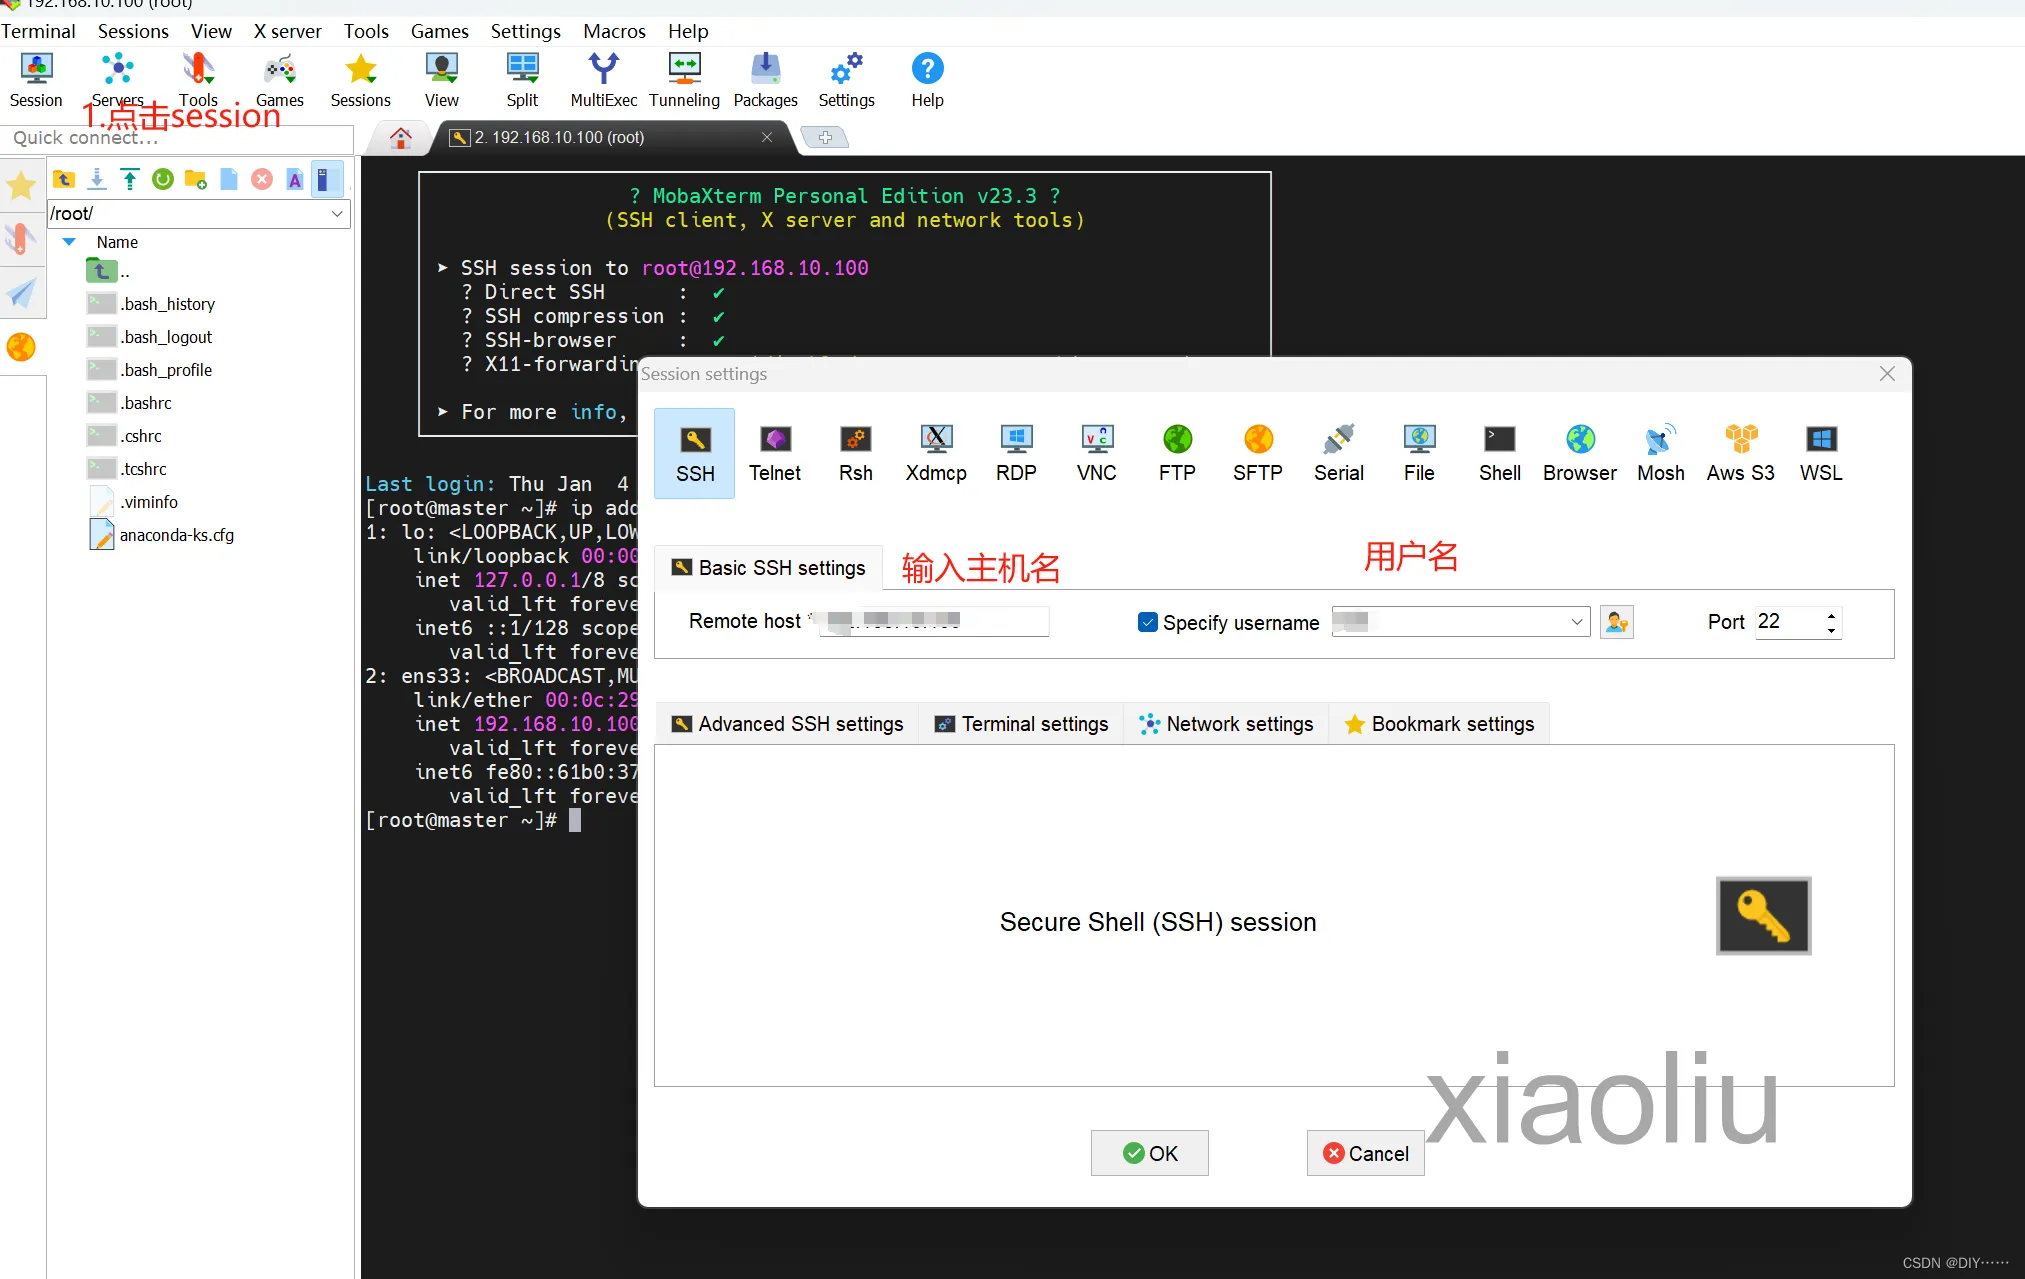 192.168.10.100 (root)
Terminal Sessions View X server Tools Games Settings Macros Help
Session Servers Tools Games Sessions View Split MultiExec Tunneling Packages Settings Help
1.点击session
Quick connect...
2. 192.168.10.100 (root)
/root/
Name
..
.bash_history
.bash_logout
.bash_profile
.bashrc
.cshrc
.tcshrc
.viminfo
anaconda-ks.cfg
? MobaXterm Personal Edition v23.3 ?
(SSH client, X server and network tools)
➤ SSH session to root@192.168.10.100
? Direct SSH : ✔
? SSH compression : ✔
? SSH-browser : ✔
? X11-forwardin
➤ For more info,
Last login: Thu Jan 4
[root@master ~]# ip add
1: lo: <LOOPBACK,UP,LOW
link/loopback 00:00
inet 127.0.0.1/8 sc
valid_lft foreve
inet6 ::1/128 scope
valid_lft foreve
2: ens33: <BROADCAST,MU
link/ether 00:0c:29
inet 192.168.10.100
valid_lft foreve
inet6 fe80::61b0:37
valid_lft foreve
[root@master ~]#
Session settings
SSH Telnet Rsh Xdmcp RDP VNC FTP SFTP Serial File Shell Browser Mosh Aws S3 WSL
Basic SSH settings
输入主机名
用户名
Remote host * Specify username Port 22
Advanced SSH settings Terminal settings Network settings Bookmark settings
Secure Shell (SSH) session
xiaoliu
OK Cancel
CSDN @DIY……